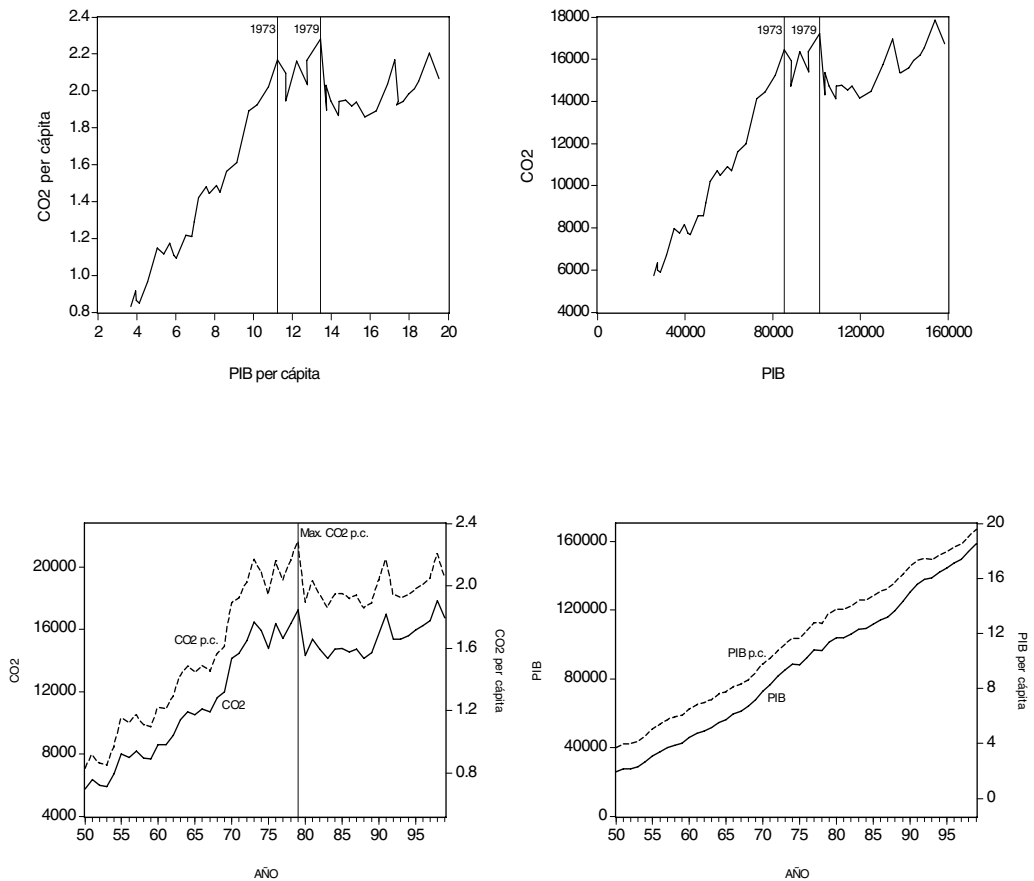 2.4
2.2
2.0
1.8
1.6
1.4
1.2
1.0
0.8
CO2 per cápita
1973
1979
2 4 6 8 10 12 14 16 18 20
PIB per cápita
18000
16000
14000
12000
10000
8000
6000
4000
CO2
1973
1979
0 40000 80000 120000 160000
PIB
20000
16000
12000
8000
4000
CO2
Max. CO2 p.c.
CO2 p.c.
CO2
2.4
2.0
1.6
1.2
0.8
CO2 per cápita
50 55 60 65 70 75 80 85 90 95
AÑO
160000
120000
80000
40000
0
PIB
PIB p.c.
PIB
20
16
12
8
4
0
PIB per cápita
50 55 60 65 70 75 80 85 90 95
AÑO